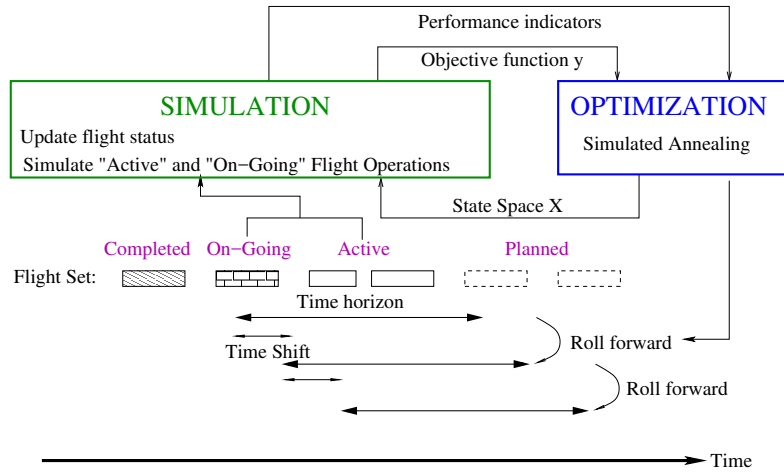 Performance indicators
Objective function y
SIMULATION
Update flight status
Simulate "Active" and "On-Going" Flight Operations
OPTIMIZATION
Simulated Annealing
State Space X
Completed On-Going Active Planned
Flight Set:
Time horizon
Time Shift
Roll forward
Roll forward
Time